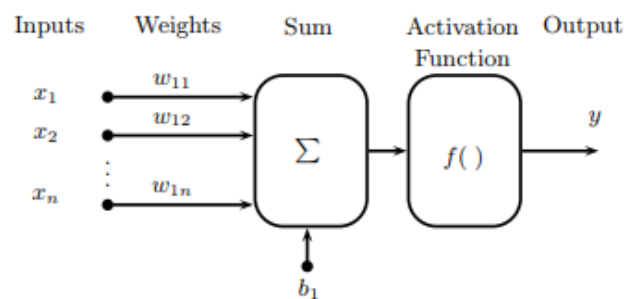 Inputs Weights Sum Activation Function Output
x₁ w₁₁
x₂ w₁₂
⋮
xₙ w₁ₙ
∑ f( ) y
b₁